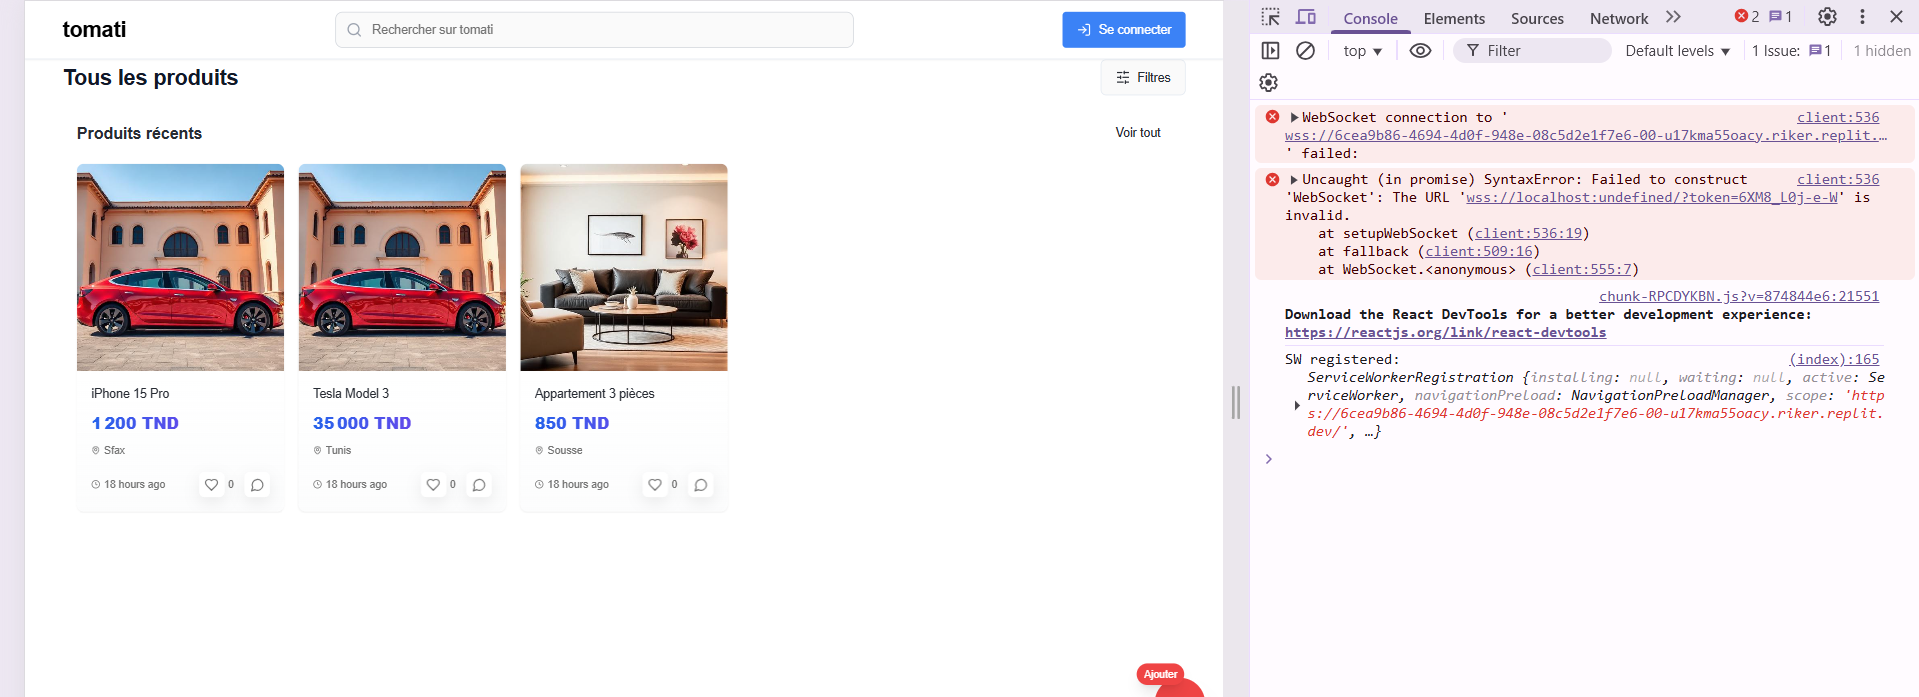 tomati
Rechercher sur tomati
Se connecter
Tous les produits
Filtres
Produits récents
Voir tout
iPhone 15 Pro
1 200 TND
Sfax
18 hours ago
0
Tesla Model 3
35 000 TND
Tunis
18 hours ago
0
Appartement 3 pièces
850 TND
Sousse
18 hours ago
0
Ajouter
Console Elements Sources Network 2 1
top Filter Default levels 1 Issue: 1 1 hidden
WebSocket connection to ' client:536
wss://6cea9b86-4694-4d0f-948e-08c5d2e1f7e6-00-u17kma55oacy.riker.replit.…
' failed:
Uncaught (in promise) SyntaxError: Failed to construct client:536
'WebSocket': The URL 'wss://localhost:undefined/?token=6XM8_L0j-e-W' is
invalid.
at setupWebSocket (client:536:19)
at fallback (client:509:16)
at WebSocket.<anonymous> (client:555:7)
chunk-RPCDYKBN.js?v=874844e6:21551
Download the React DevTools for a better development experience:
https://reactjs.org/link/react-devtools
SW registered: (index):165
ServiceWorkerRegistration {installing: null, waiting: null, active: Se
rviceWorker, navigationPreload: NavigationPreloadManager, scope: 'http
s://6cea9b86-4694-4d0f-948e-08c5d2e1f7e6-00-u17kma55oacy.riker.replit.
dev/', …}